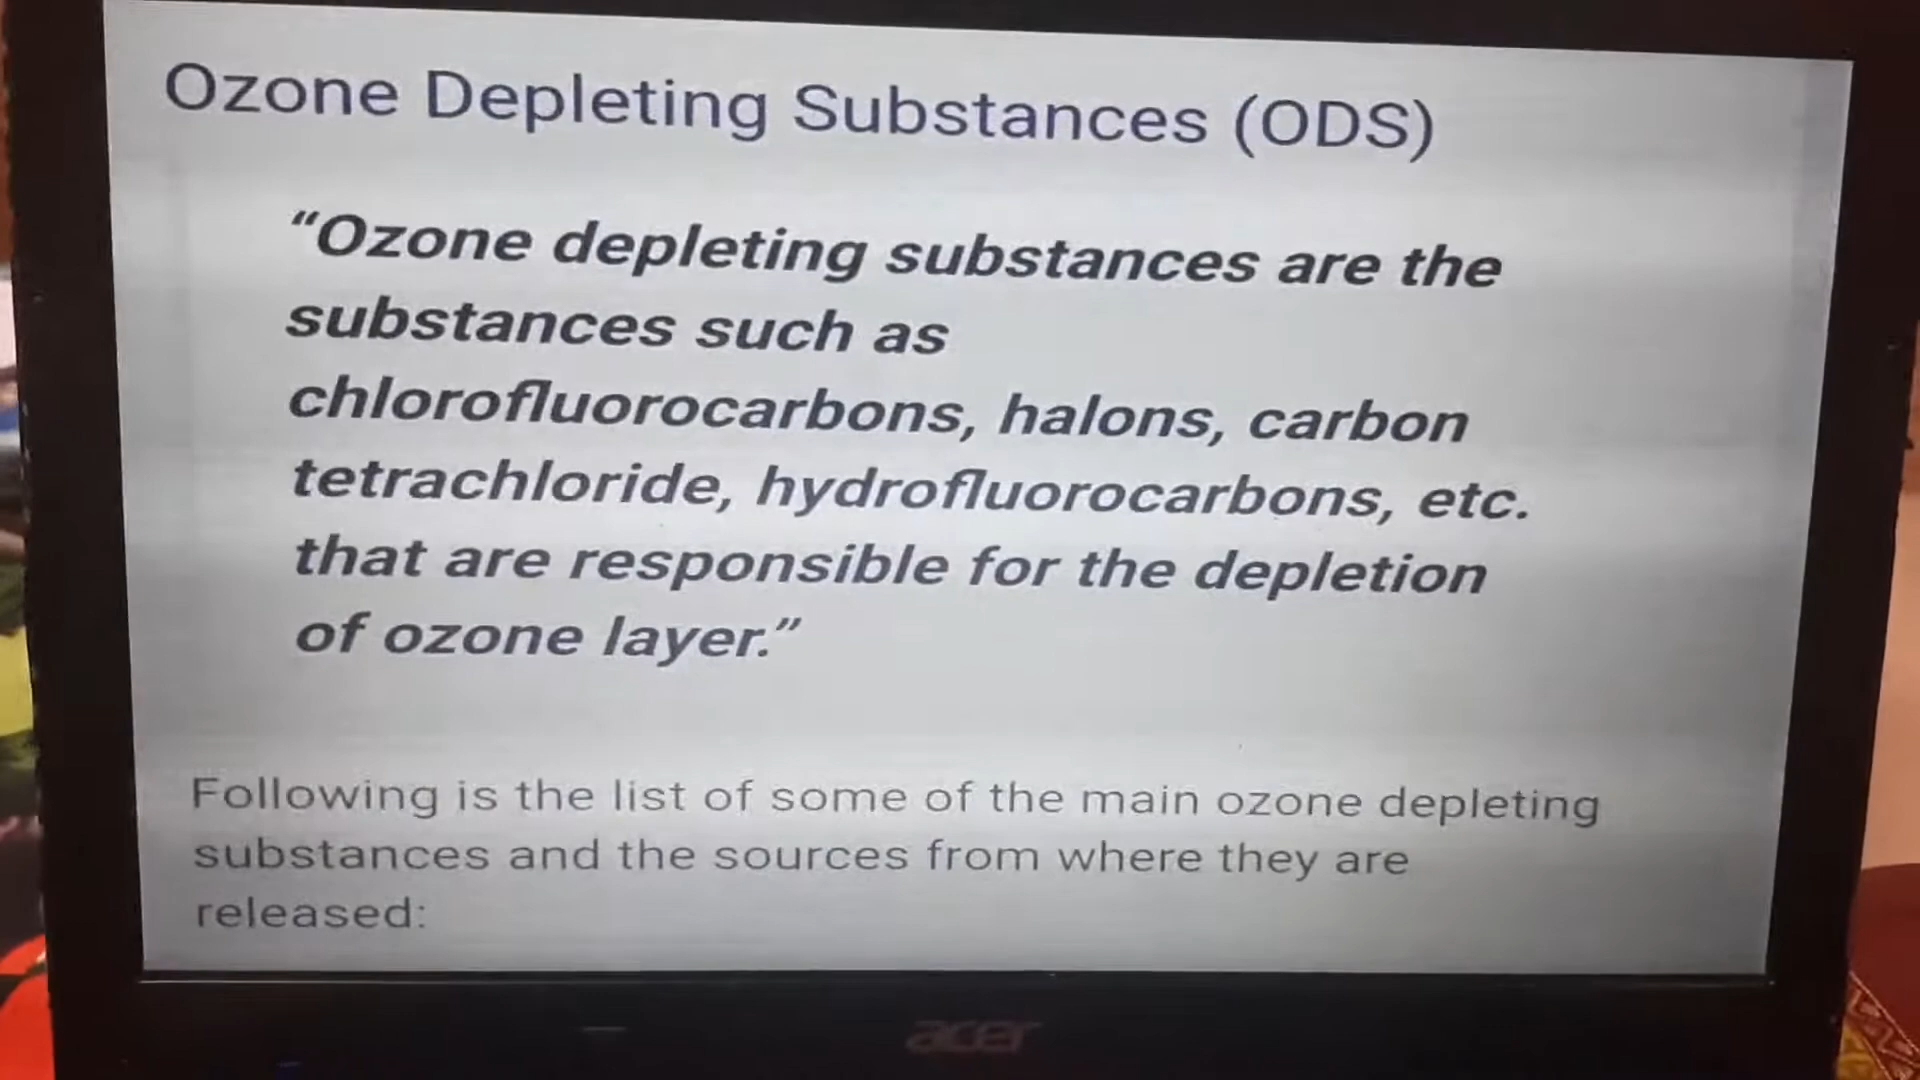 Ozone Depleting Substances (ODS)
“Ozone depleting substances are the
substances such as
chlorofluorocarbons, halons, carbon
tetrachloride, hydrofluorocarbons, etc.
that are responsible for the depletion
of ozone layer.”
Following is the list of some of the main ozone depleting
substances and the sources from where they are
released:
acer